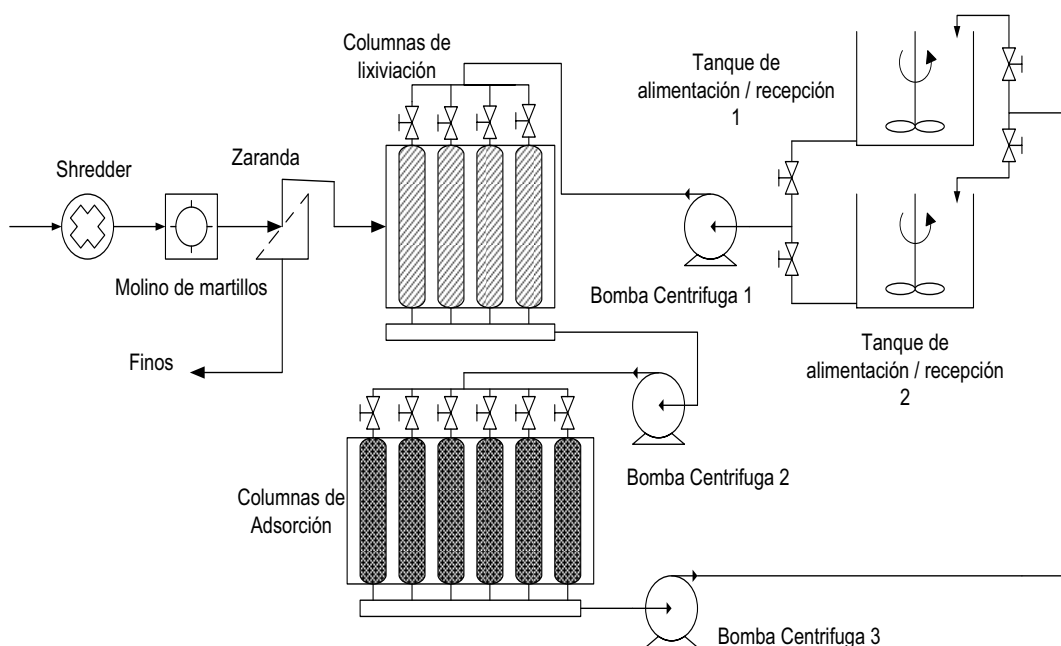 Columnas de
lixiviación
Tanque de
alimentación / recepción
1
Shredder
Zaranda
Molino de martillos
Bomba Centrifuga 1
Finos
Tanque de
alimentación / recepción
2
Bomba Centrifuga 2
Columnas de
Adsorción
Bomba Centrifuga 3